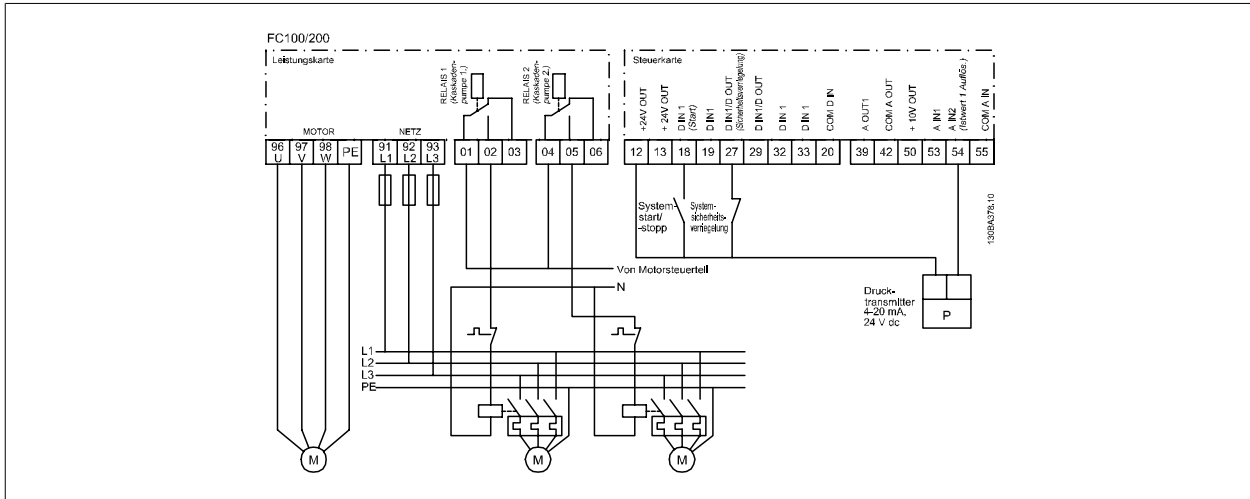 FC100/200
Leistungskarte
RELAIS 1
(Kaskaden-
pumpe 1.)
RELAIS 2
(Kaskaden-
pumpe 2.)
Steuerkarte
+24V OUT
+ 24V OUT
D IN 1
(Start)
D IN1
D IN1/D OUT
(Sicherheitsverriegelung)
D IN1/D OUT
D IN 1
D IN 1
COM D IN
A OUT1
COM A OUT
+ 10V OUT
A IN1
A IN2
(Istwert 1 Auflös.)
COM A IN
MOTOR
NETZ
96 97 98 PE 91 92 93 01 02 03 04 05 06 12 13 18 19 27 29 32 33 20 39 42 50 53 54 55
U V W L1 L2 L3
System-
start/
-stopp
System-
sicherheits-
verriegelung
130BA378.10
Von Motorsteuerteil
N
Druck-
transmitter
4-20 mA,
24 V dc
P
L1
L2
L3
PE
M M M